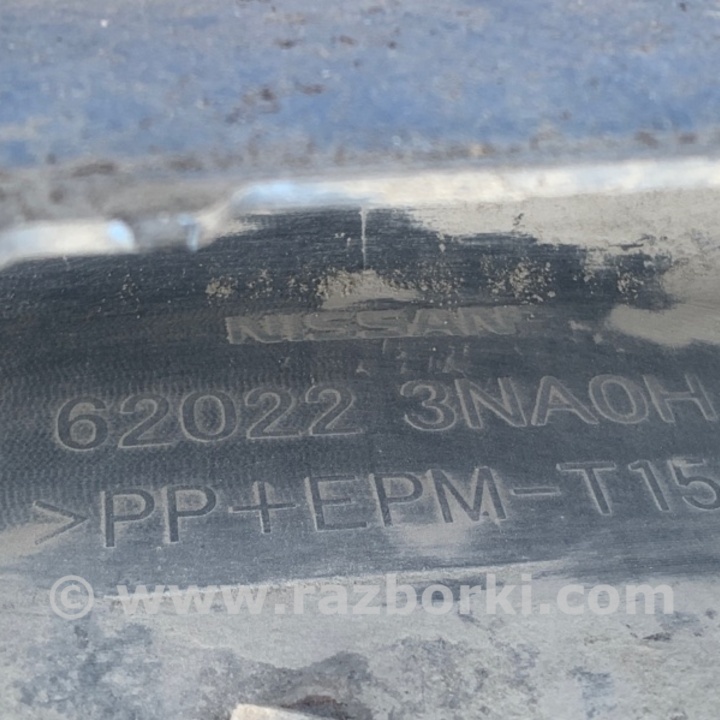 NISSAN
62022 3NA0H
>PP+EPM-T15
© www.razborki.com